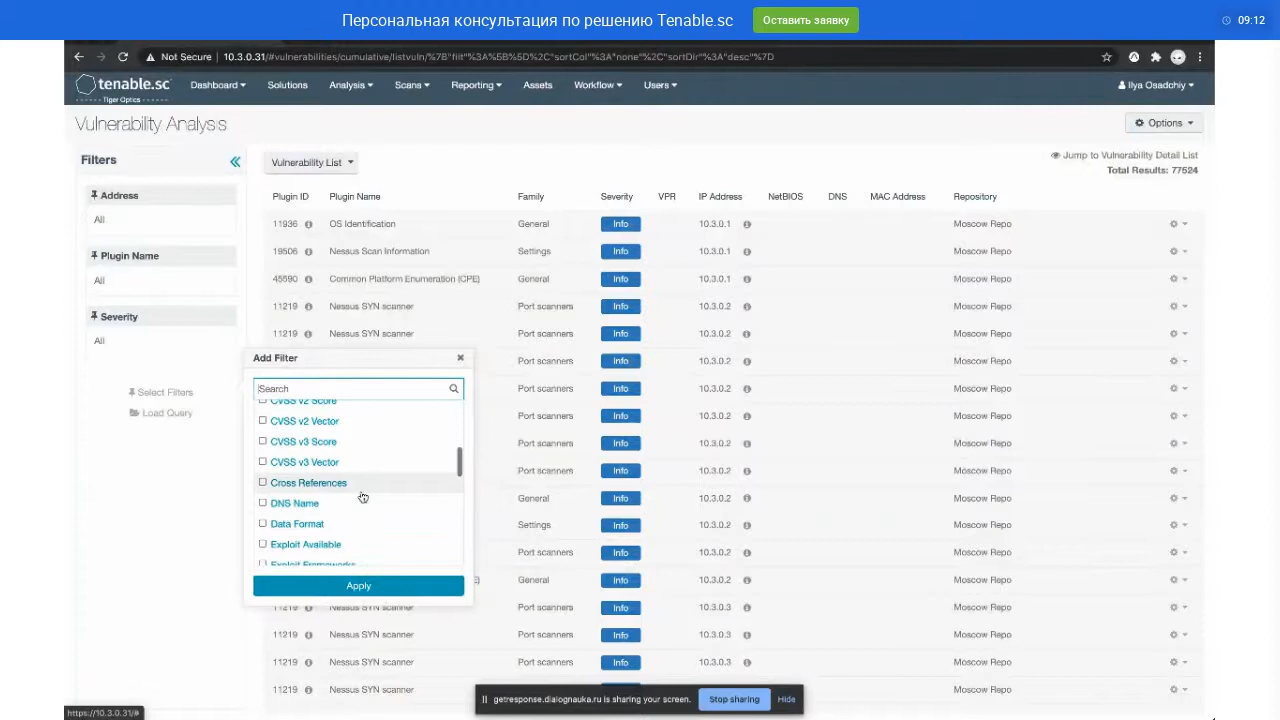 Персональная консультация по решению Tenable.sc
Оставить заявку
09:12
Not Secure | 10.3.0.31/#vulnerabilities/cumulative/listvuln/%7B"filt"%3A%5B%5D%2C"sortCol"%3A"none"%2C"sortDir"%3A"desc"%7D
tenable.sc Dashboard Solutions Analysis Scans Reporting Assets Workflow Users Ilya Osadchiy
Tiger Optics
Vulnerability Analysis Options
Filters
Address
All
Plugin Name
All
Severity
All
Select Filters
Load Query
Vulnerability List
Jump to Vulnerability Detail List
Total Results: 77524
Plugin ID Plugin Name Family Severity VPR IP Address NetBIOS DNS MAC Address Repository
11936 OS Identification General Info 10.3.0.1 Moscow Repo
19506 Nessus Scan Information Settings Info 10.3.0.1 Moscow Repo
45590 Common Platform Enumeration (CPE) General Info 10.3.0.1 Moscow Repo
11219 Nessus SYN scanner Port scanners Info 10.3.0.2 Moscow Repo
11219 Nessus SYN scanner Port scanners Info 10.3.0.2 Moscow Repo
Port scanners Info 10.3.0.2 Moscow Repo
Port scanners Info 10.3.0.2 Moscow Repo
Port scanners Info 10.3.0.2 Moscow Repo
Port scanners Info 10.3.0.2 Moscow Repo
Port scanners Info 10.3.0.2 Moscow Repo
General Info 10.3.0.2 Moscow Repo
Settings Info 10.3.0.2 Moscow Repo
Port scanners Info 10.3.0.2 Moscow Repo
General Info 10.3.0.2 Moscow Repo
11219 Nessus SYN scanner Port scanners Info 10.3.0.3 Moscow Repo
11219 Nessus SYN scanner Port scanners Info 10.3.0.3 Moscow Repo
11219 Nessus SYN scanner Port scanners Info 10.3.0.3 Moscow Repo
11219 Nessus SYN scanner Moscow Repo
Add Filter
Search
CVSS v2 Score
CVSS v2 Vector
CVSS v3 Score
CVSS v3 Vector
Cross References
DNS Name
Data Format
Exploit Available
Exploit Frameworks
Apply
getresponse.dialognauka.ru is sharing your screen. Stop sharing Hide
https://10.3.0.31/#